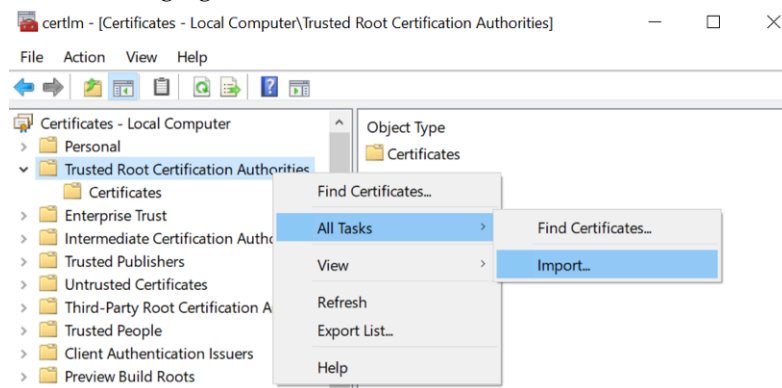 certlm - [Certificates - Local Computer\Trusted Root Certification Authorities]
File Action View Help
Certificates - Local Computer
Personal
Trusted Root Certification Authorities
Certificates
Enterprise Trust
Intermediate Certification Autho
Trusted Publishers
Untrusted Certificates
Third-Party Root Certification A
Trusted People
Client Authentication Issuers
Preview Build Roots
Object Type
Certificates
Find Certificates...
All Tasks
View
Refresh
Export List...
Help
Find Certificates...
Import...